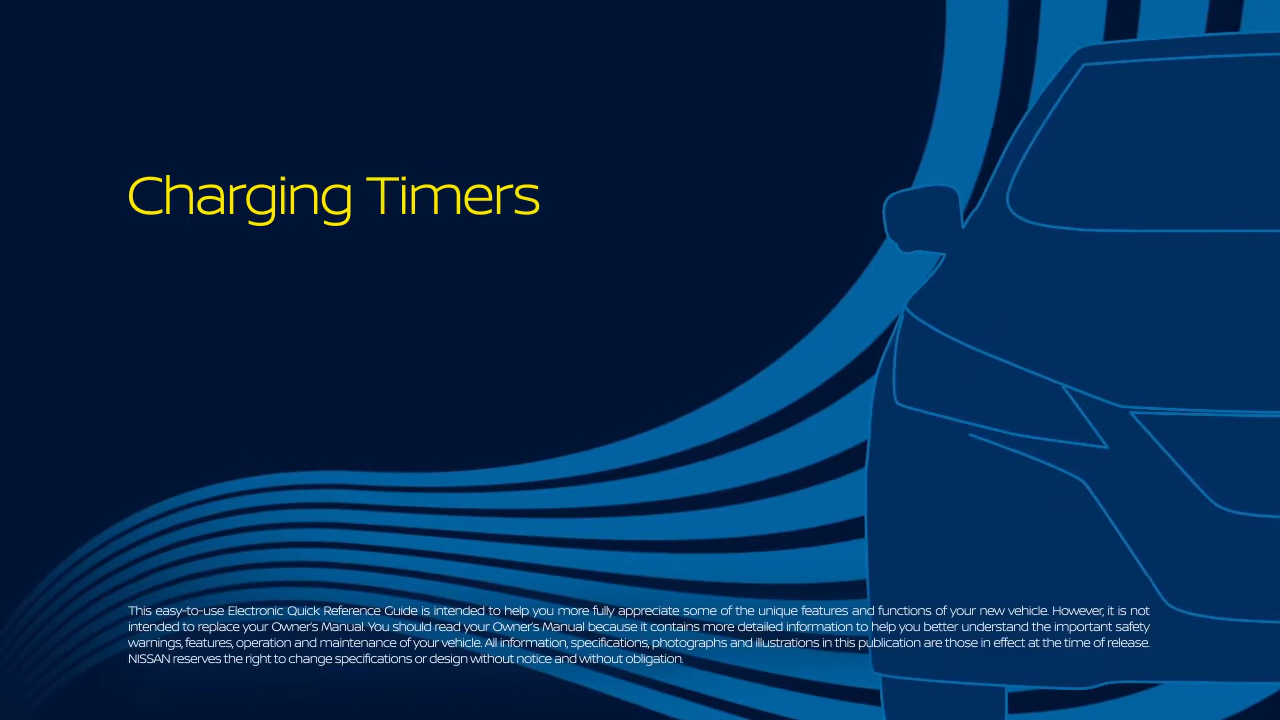 Charging Timers
This easy-to-use Electronic Quick Reference Guide is intended to help you more fully appreciate some of the unique features and functions of your new vehicle. However, it is not
intended to replace your Owner's Manual. You should read your Owner's Manual because it contains more detailed information to help you better understand the important safety
warnings, features, operation and maintenance of your vehicle. All information, specifications, photographs and illustrations in this publication are those in effect at the time of release.
NISSAN reserves the right to change specifications or design without notice and without obligation.